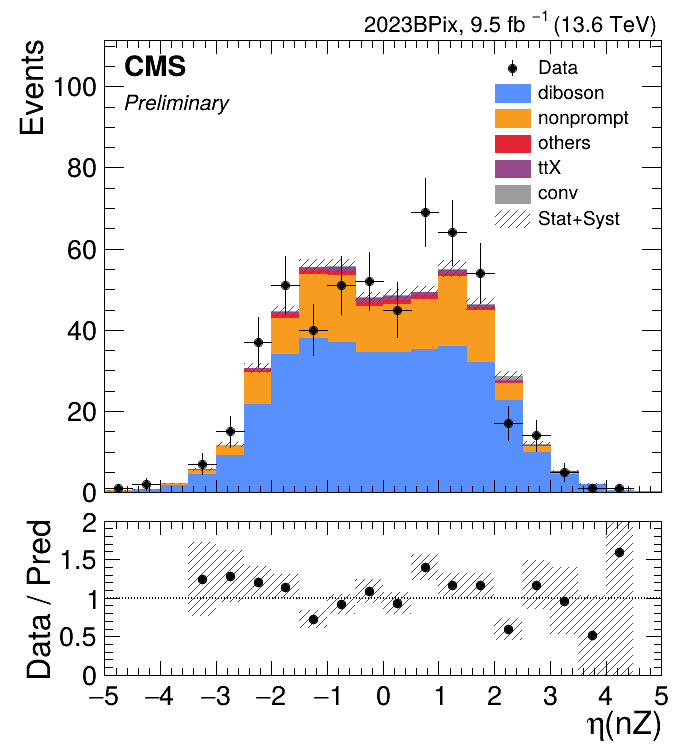 2023BPix, 9.5 fb⁻¹ (13.6 TeV)
Events
CMS
Preliminary
Data
diboson
nonprompt
others
ttX
conv
Stat+Syst
100
80
60
40
20
0
Data / Pred
2
1.5
1
0.5
0
−5 −4 −3 −2 −1 0 1 2 3 4 5
η(nZ)